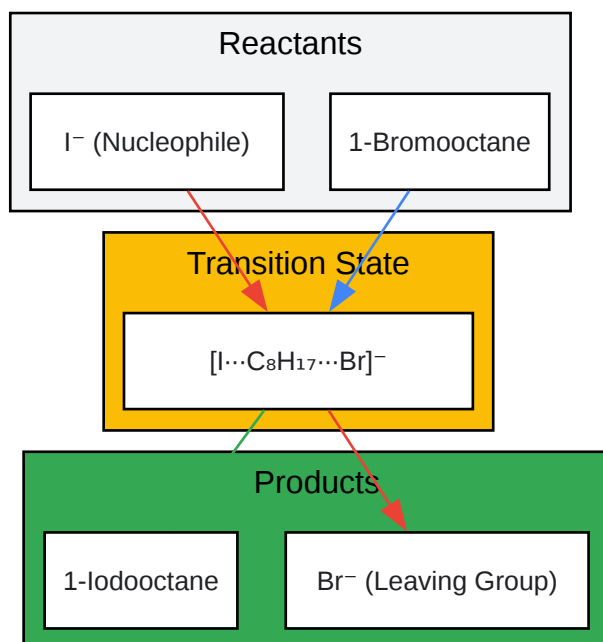 Reactants
I⁻ (Nucleophile)
1-Bromooctane
Transition State
[I···C₈H₁₇···Br]⁻
Products
1-Iodooctane
Br⁻ (Leaving Group)